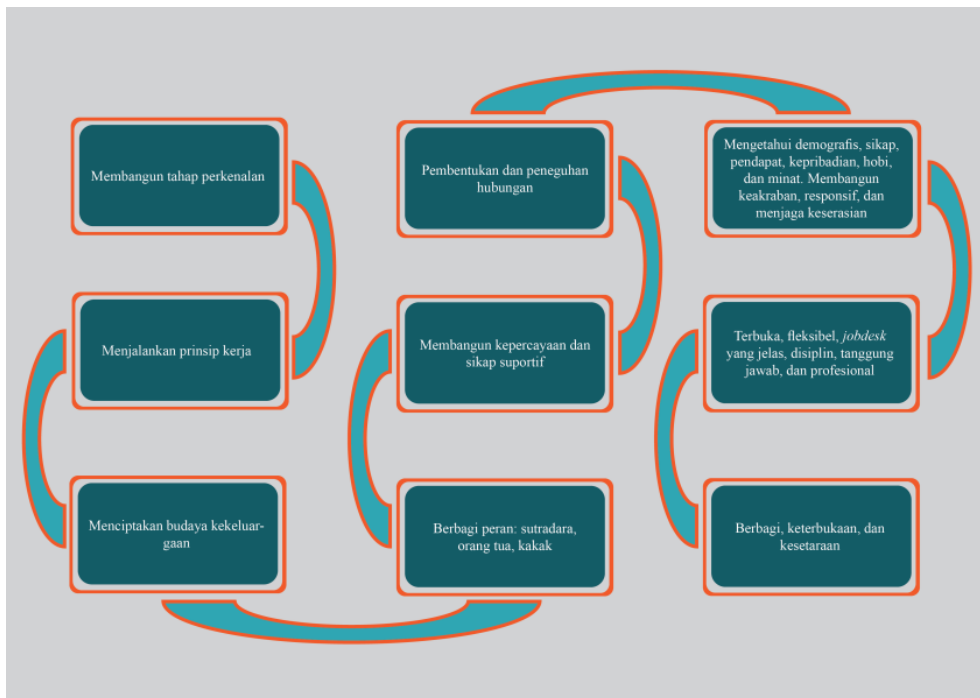 Membangun tahap perkenalan
Menjalankan prinsip kerja
Menciptakan budaya kekeluar-
gaan
Berbagi peran: sutradara,
orang tua, kakak
Membangun kepercayaan dan
sikap suportif
Pembentukan dan peneguhan
hubungan
Mengetahui demografis, sikap,
pendapat, kepribadian, hobi,
dan minat. Membangun
keakraban, responsif, dan
menjaga keserasian
Terbuka, fleksibel, jobdesk
yang jelas, disiplin, tanggung
jawab, dan profesional
Berbagi, keterbukaan, dan
kesetaraan